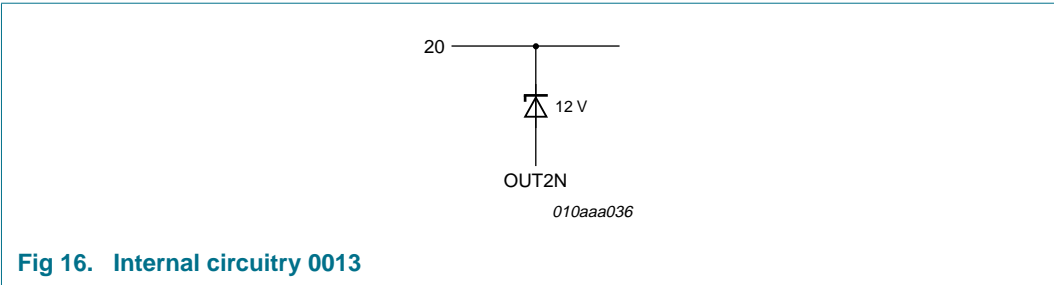 20
12 V
OUT2N
010aaa036
Fig 16. Internal circuitry 0013